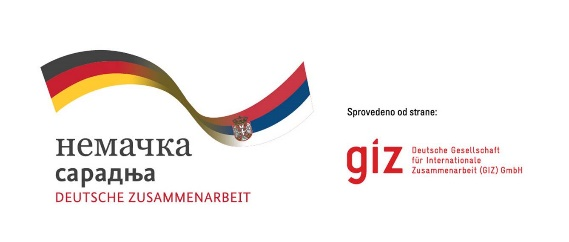 немачка
сарадња
DEUTSCHE ZUSAMMENARBEIT
Sprovedeno od strane:
giz
Deutsche Gesellschaft
für Internationale
Zusammenarbeit (GIZ) GmbH